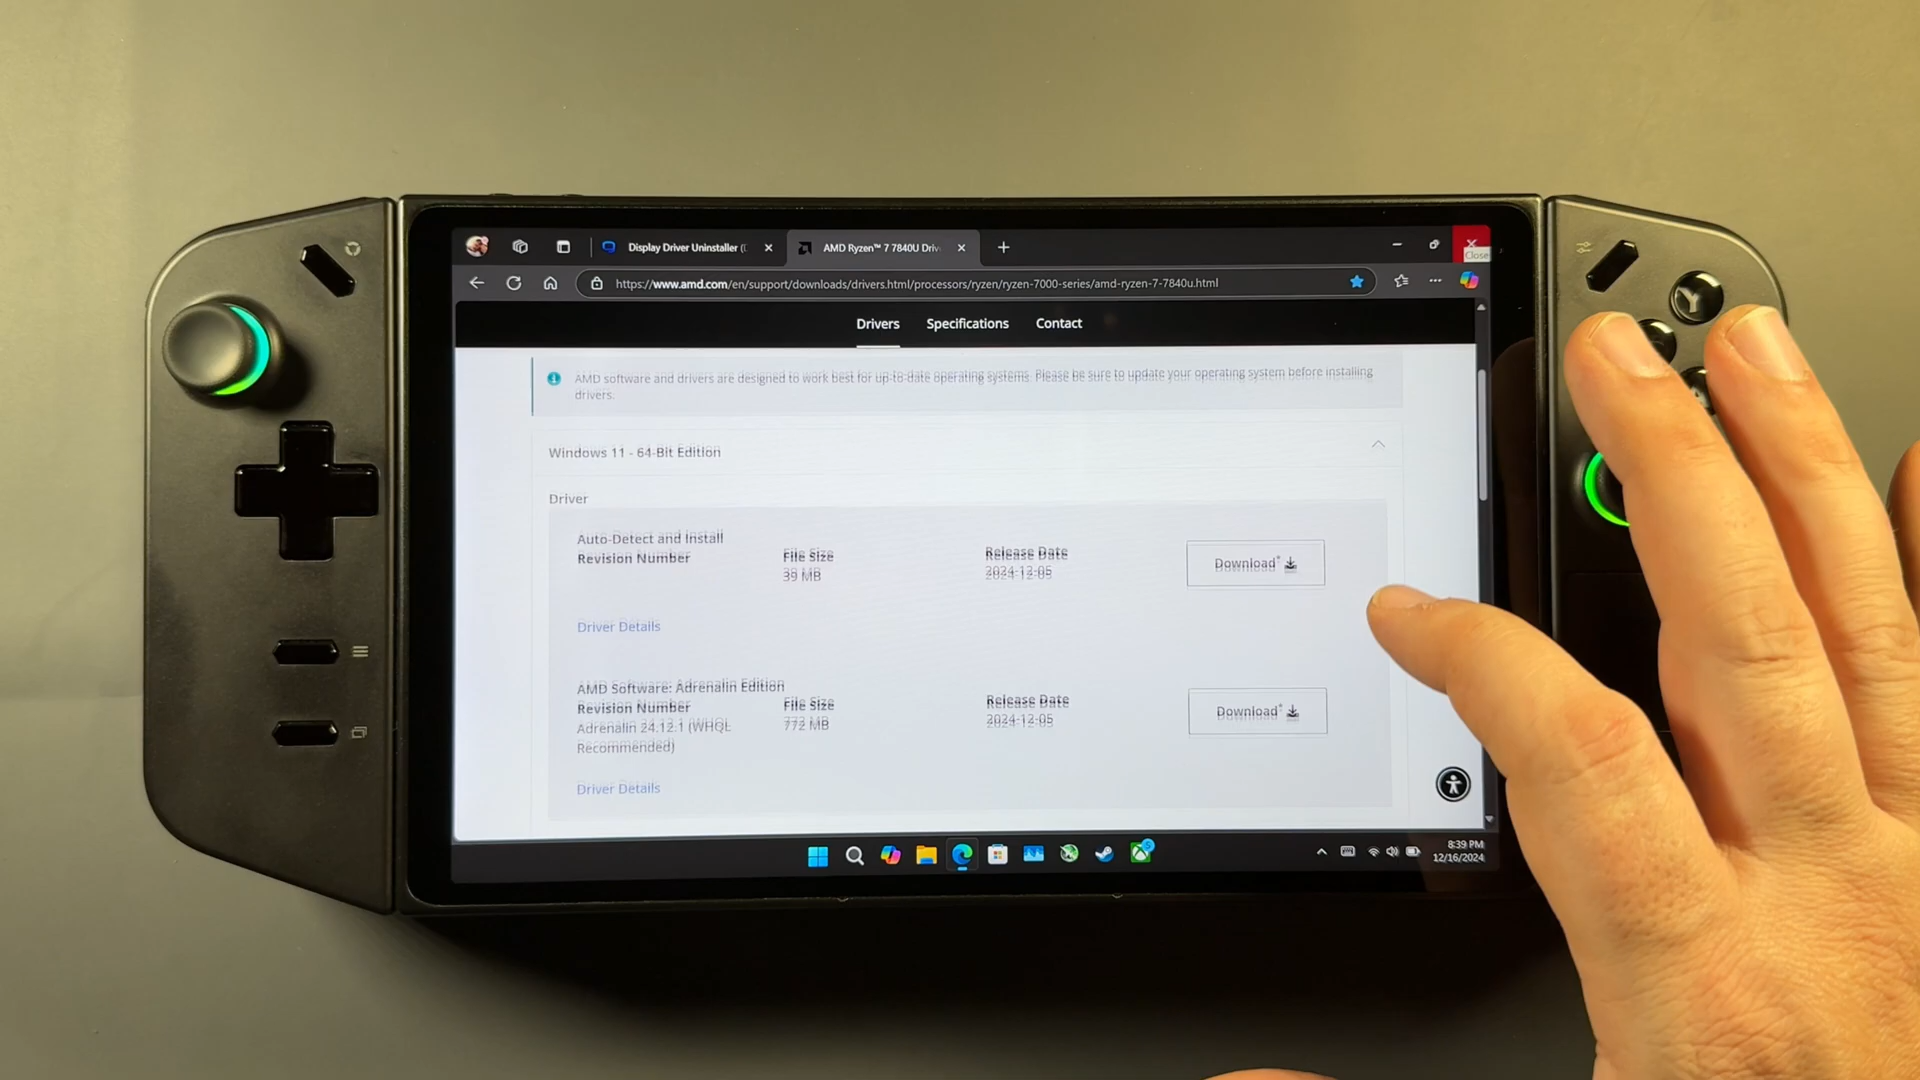 Display Driver Uninstaller (
AMD Ryzen™ 7 7840U Driv
Close
https://www.amd.com/en/support/downloads/drivers.html/processors/ryzen/ryzen-7000-series/amd-ryzen-7-7840u.html
Drivers Specifications Contact
AMD software and drivers are designed to work best for up-to-date operating systems. Please be sure to update your operating system before installing
drivers.
Windows 11 - 64-Bit Edition
Driver
Auto-Detect and Install
Revision Number File Size Release Date
39 MB 2024-12-05
Download*
Driver Details
AMD Software: Adrenalin Edition
Revision Number File Size Release Date
Adrenalin 24.12.1 (WHQL 772 MB 2024-12-05
Recommended)
Download*
Driver Details
8:39 PM
12/16/2024
Y